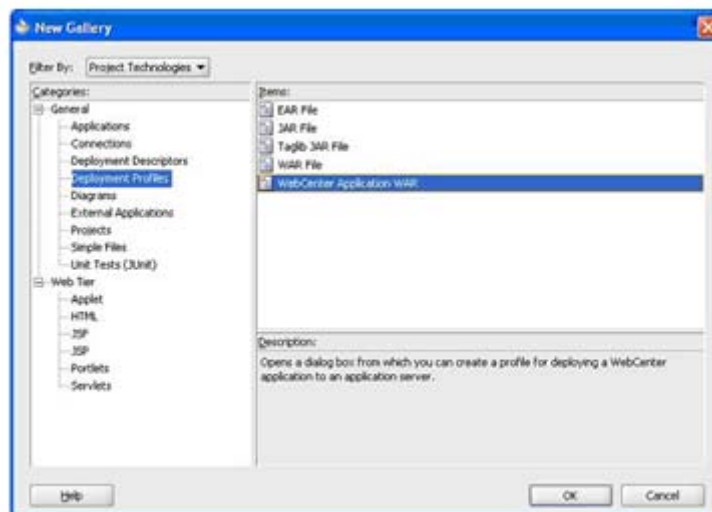 New Gallery
Filter By: Project Technologies
Categories:
General
Applications
Connections
Deployment Descriptors
Deployment Profiles
Diagrams
External Applications
Projects
Simple Files
Unit Tests (JUnit)
Web Tier
Applet
HTML
JSP
JSP
Portlets
Servlets
Items:
EAR File
JAR File
Taglib JAR File
WAR File
WebCenter Application WAR
Description:
Opens a dialog box from which you can create a profile for deploying a WebCenter
application to an application server.
Help
OK
Cancel